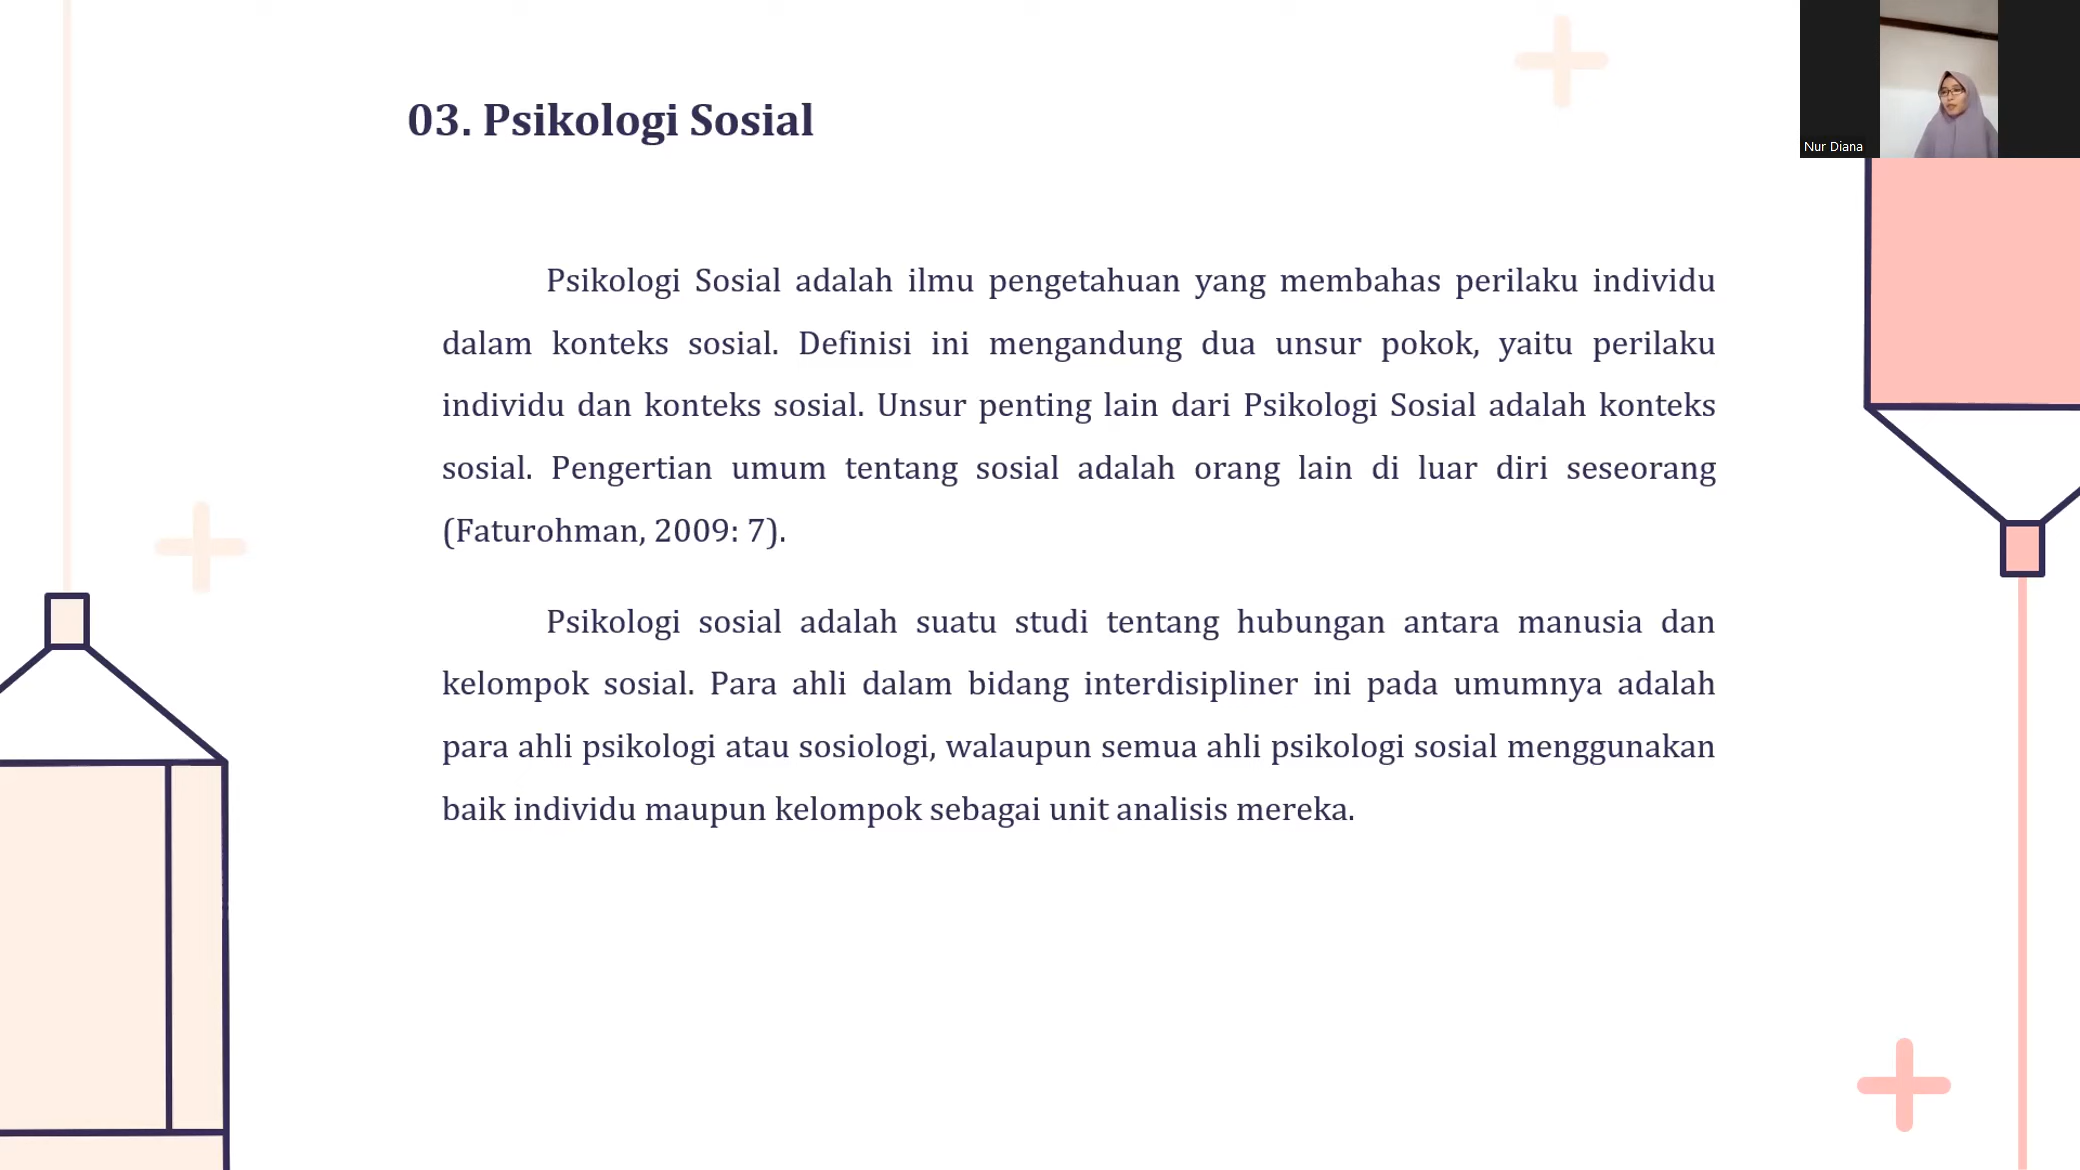 03. Psikologi Sosial
Nur Diana
Psikologi Sosial adalah ilmu pengetahuan yang membahas perilaku individu
dalam konteks sosial. Definisi ini mengandung dua unsur pokok, yaitu perilaku
individu dan konteks sosial. Unsur penting lain dari Psikologi Sosial adalah konteks
sosial. Pengertian umum tentang sosial adalah orang lain di luar diri seseorang
(Faturohman, 2009: 7).
Psikologi sosial adalah suatu studi tentang hubungan antara manusia dan
kelompok sosial. Para ahli dalam bidang interdisipliner ini pada umumnya adalah
para ahli psikologi atau sosiologi, walaupun semua ahli psikologi sosial menggunakan
baik individu maupun kelompok sebagai unit analisis mereka.